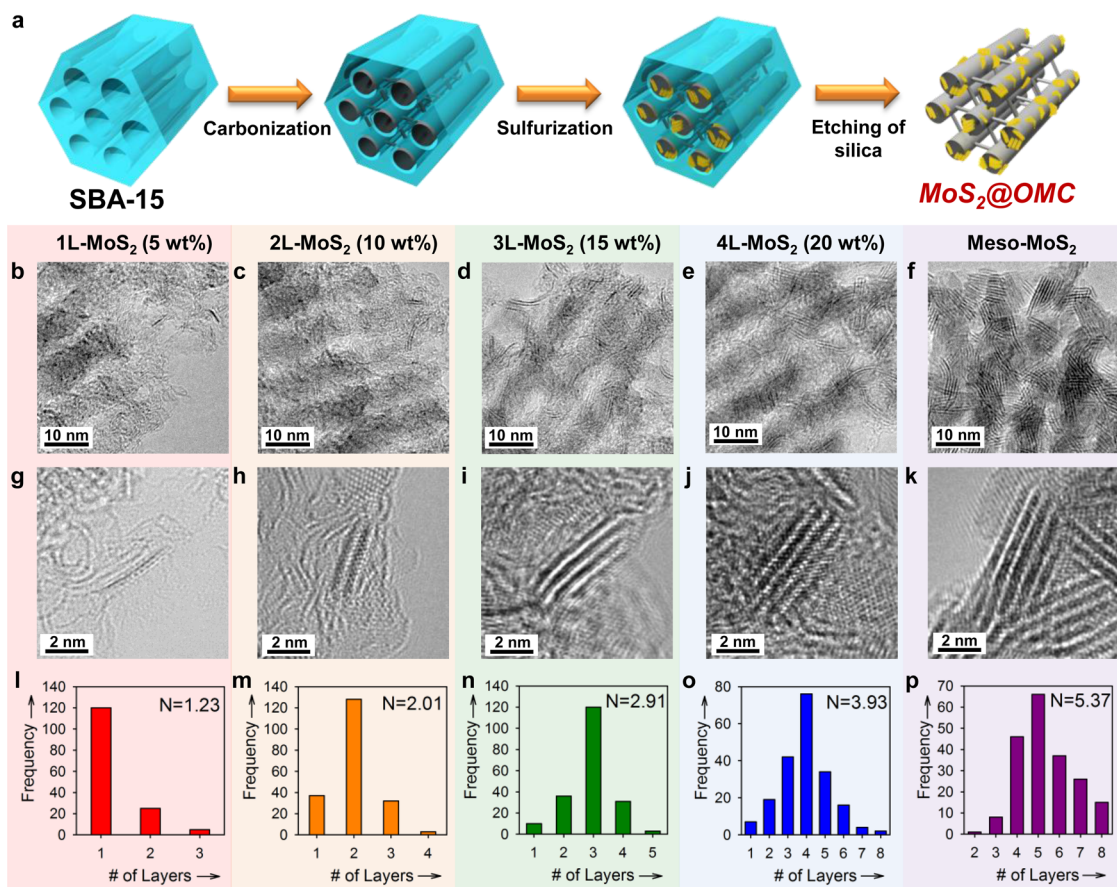 a
Carbonization
Sulfurization
Etching of
silica
SBA-15
MoS₂@OMC
1L-MoS₂ (5 wt%)
2L-MoS₂ (10 wt%)
3L-MoS₂ (15 wt%)
4L-MoS₂ (20 wt%)
Meso-MoS₂
b
10 nm
c
10 nm
d
10 nm
e
10 nm
f
10 nm
g
2 nm
h
2 nm
i
2 nm
j
2 nm
k
2 nm
l
N=1.23
Frequency →
140
120
100
80
60
40
20
0
1 2 3
# of Layers →
m
N=2.01
Frequency →
140
120
100
80
60
40
20
0
1 2 3 4
# of Layers →
n
N=2.91
Frequency →
140
120
100
80
60
40
20
0
1 2 3 4 5
# of Layers →
o
N=3.93
Frequency →
80
60
40
20
0
1 2 3 4 5 6 7 8
# of Layers →
p
N=5.37
Frequency →
70
60
50
40
30
20
10
0
2 3 4 5 6 7 8
# of Layers →